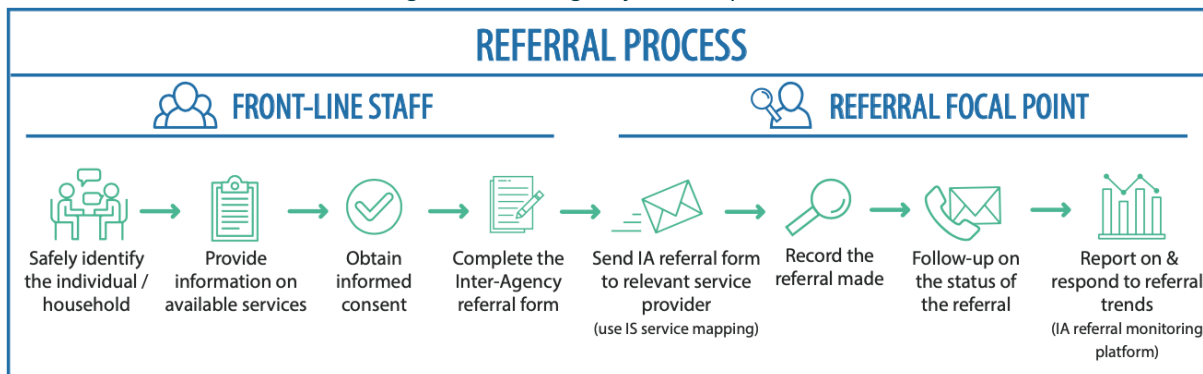 REFERRAL PROCESS
FRONT-LINE STAFF
REFERRAL FOCAL POINT
Safely identify
the individual /
household
Provide
information on
available services
Obtain
informed
consent
Complete the
Inter-Agency
referral form
Send IA referral form
to relevant service
provider
(use IS service mapping)
Record the
referral made
Follow-up on
the status of
the referral
Report on &
respond to referral
trends
(IA referral monitoring
platform)